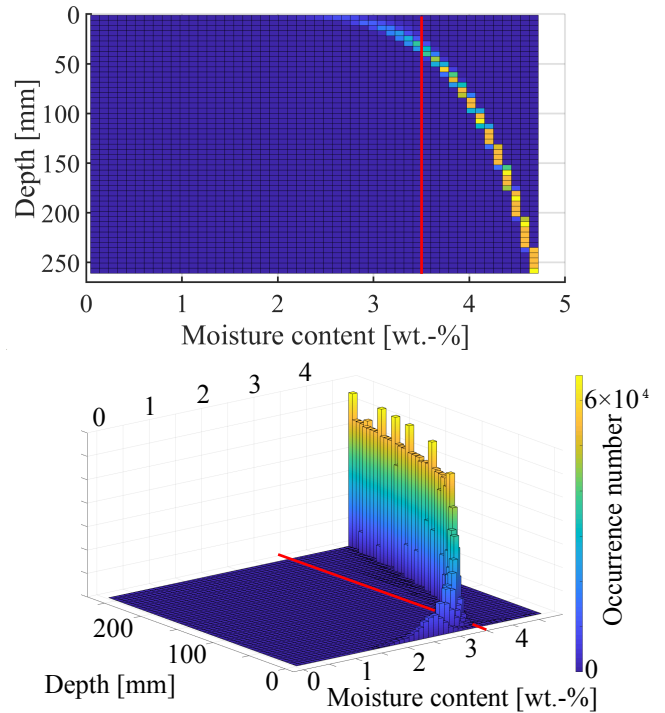 0
50
100
150
200
250
Depth [mm]
0 1 2 3 4 5
Moisture content [wt.-%]
0 1 2 3 4
6×10⁴
Occurrence number
0
200
100
0
Depth [mm]
0 1 2 3 4
Moisture content [wt.-%]